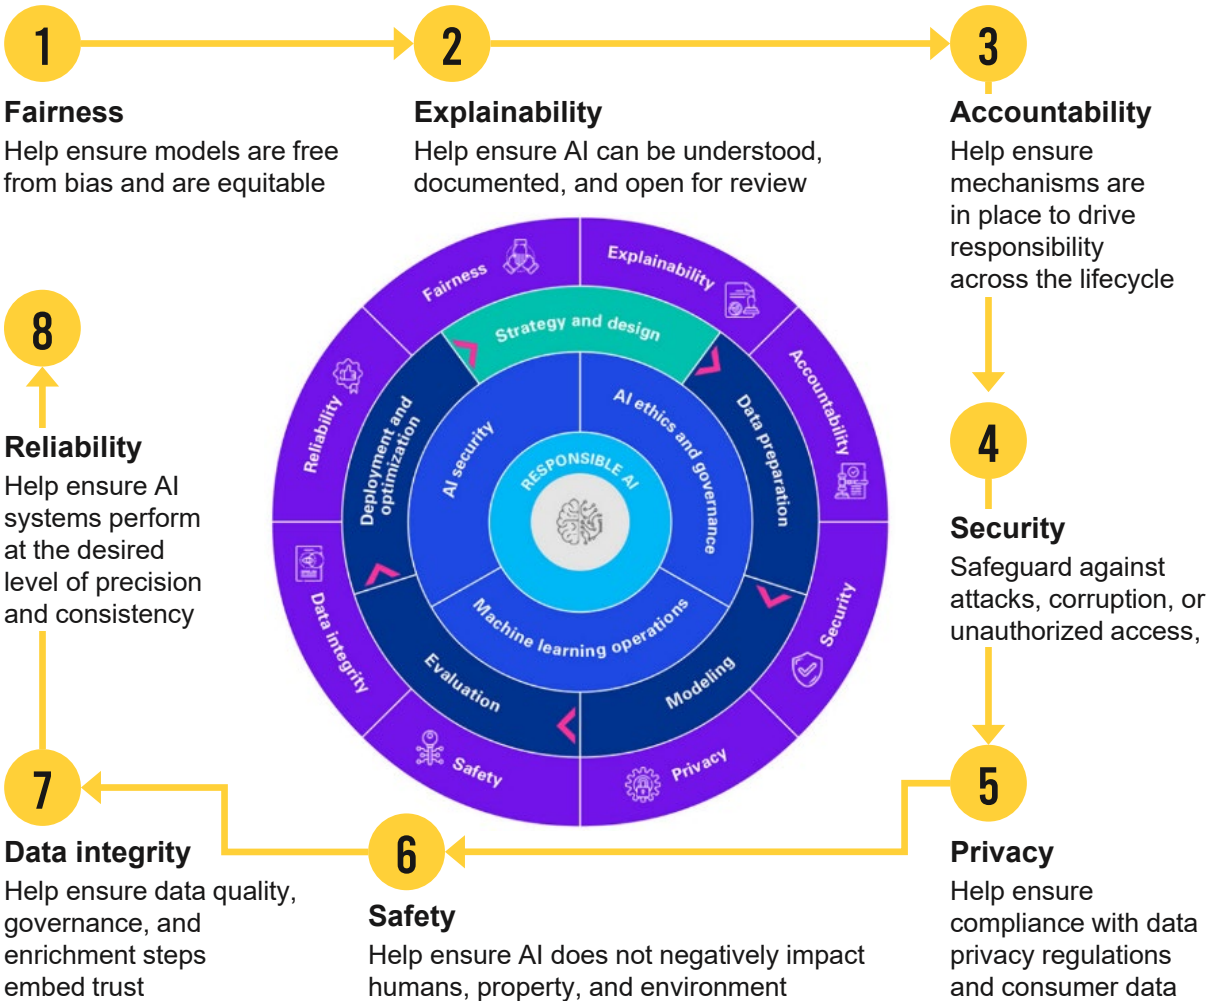 1
Fairness
Help ensure models are free
from bias and are equitable
2
Explainability
Help ensure AI can be understood,
documented, and open for review
3
Accountability
Help ensure
mechanisms are
in place to drive
responsibility
across the lifecycle
4
Security
Safeguard against
attacks, corruption, or
unauthorized access,
5
Privacy
Help ensure
compliance with data
privacy regulations
and consumer data
6
Safety
Help ensure AI does not negatively impact
humans, property, and environment
7
Data integrity
Help ensure data quality,
governance, and
enrichment steps
embed trust
8
Reliability
Help ensure AI
systems perform
at the desired
level of precision
and consistency
Fairness
Explainability
Accountability
Security
Privacy
Safety
Data integrity
Reliability
Strategy and design
Data preparation
Modeling
Evaluation
Deployment and
optimization
AI security
AI ethics and governance
Machine learning operations
RESPONSIBLE AI